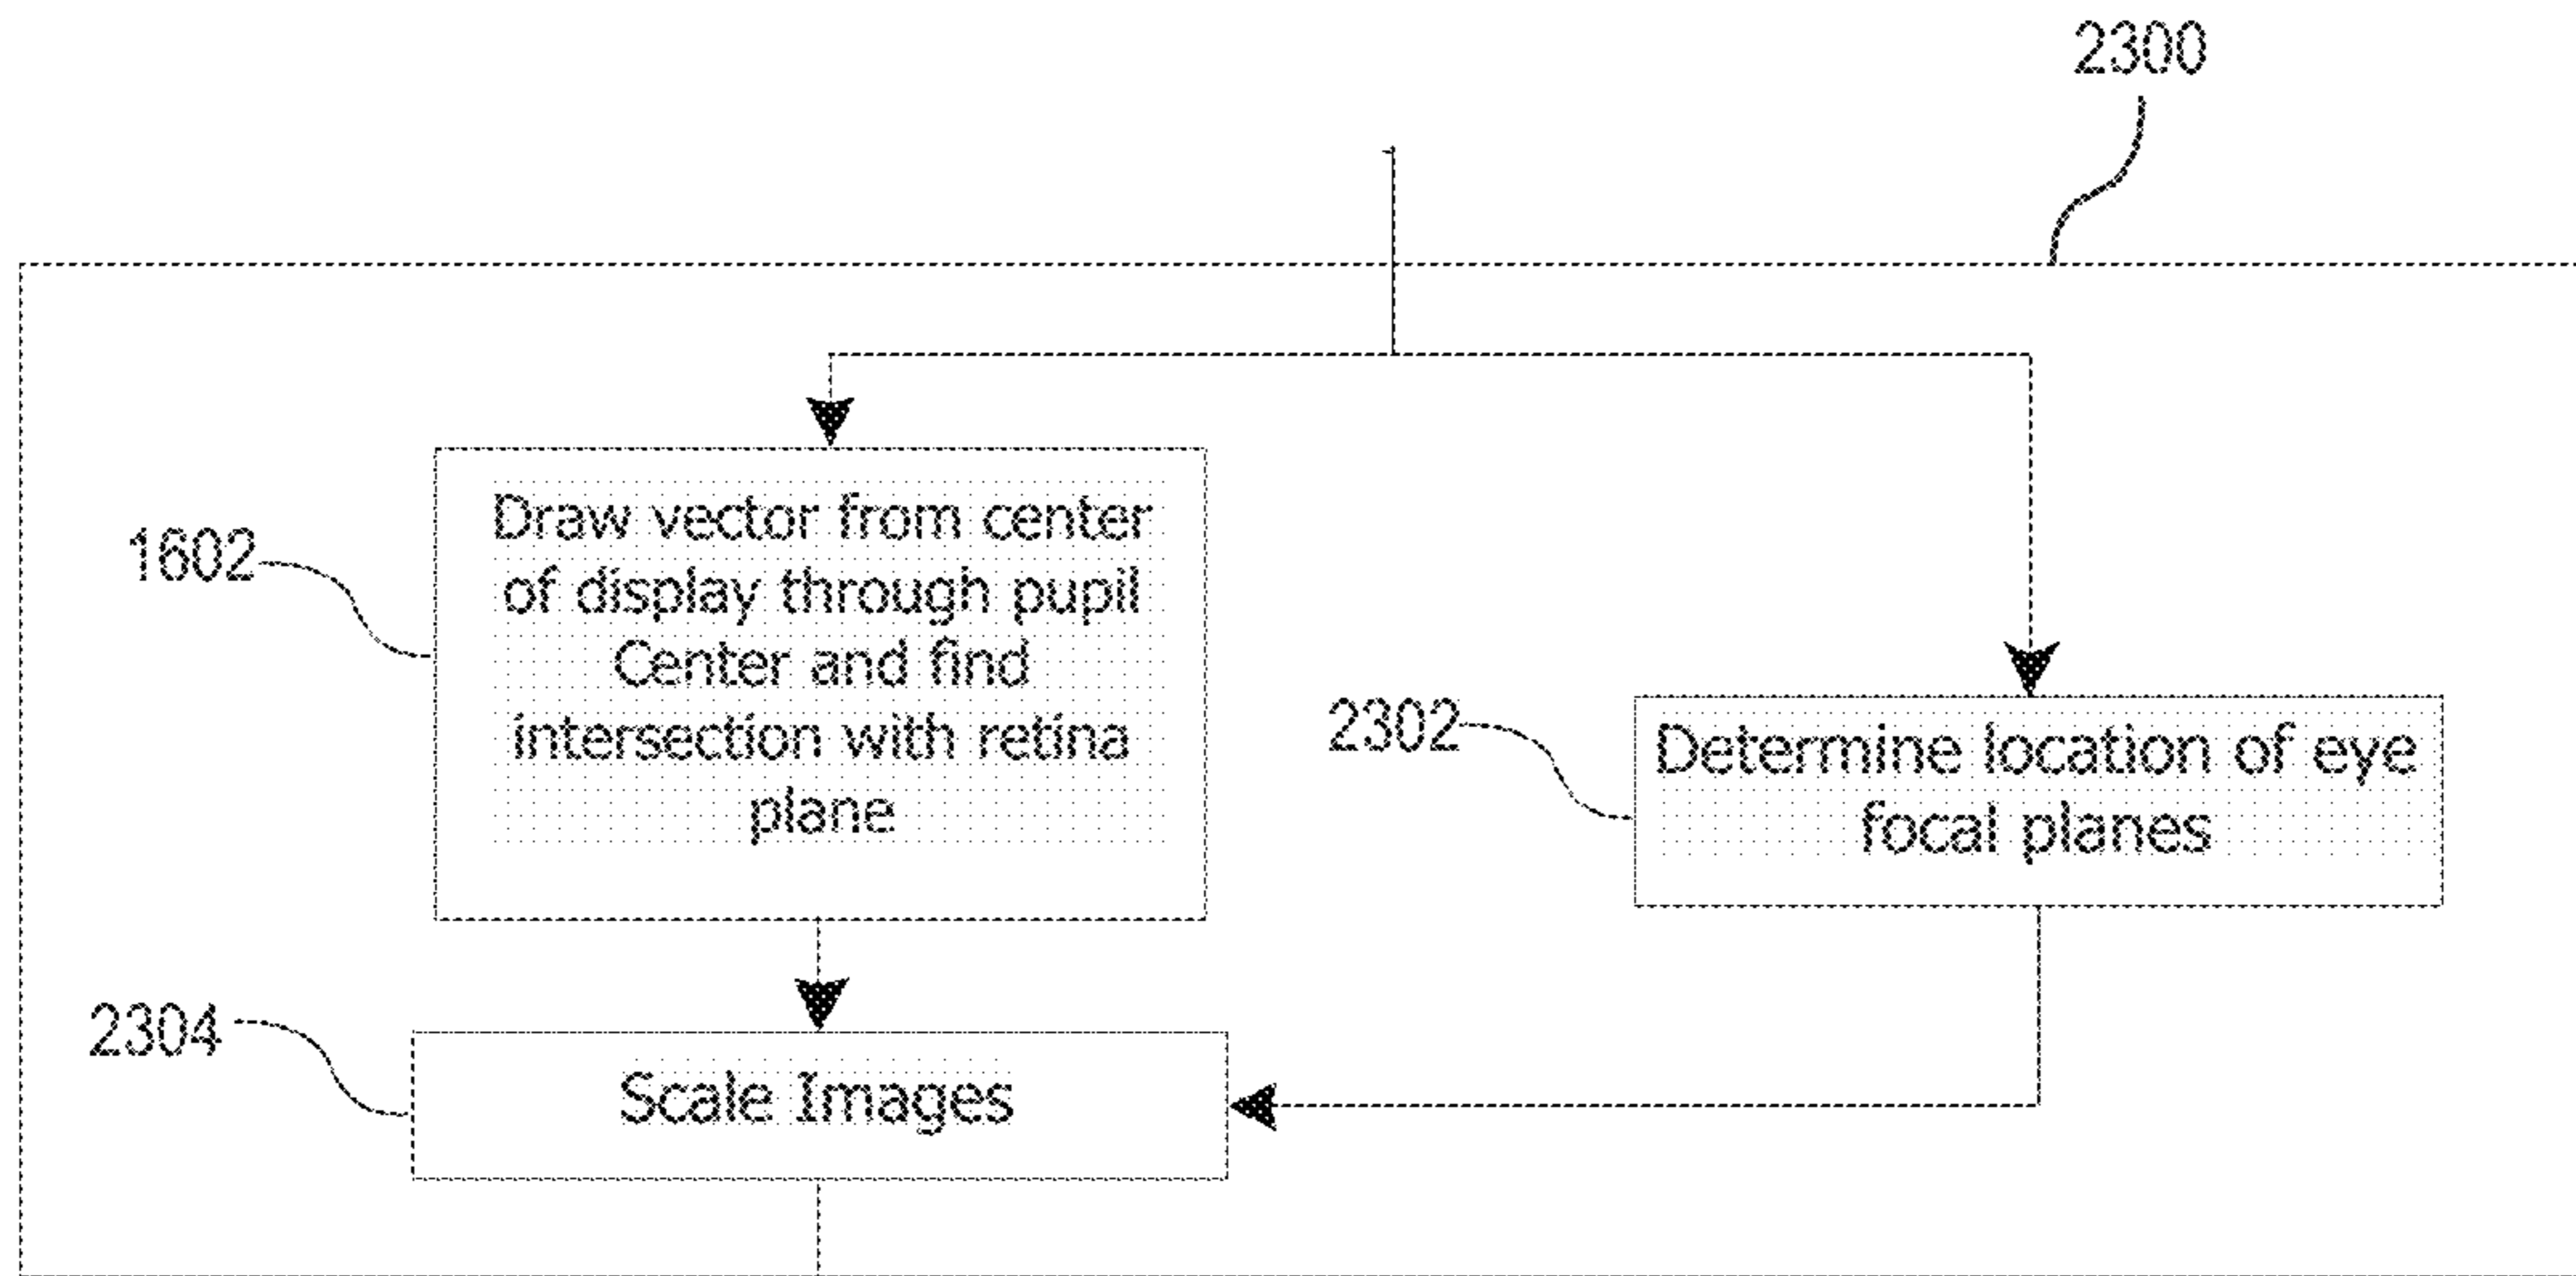 2300
1602
Draw vector from center
of display through pupil
Center and find
intersection with retina
plane
2302
Determine location of eye
focal planes
2304
Scale Images